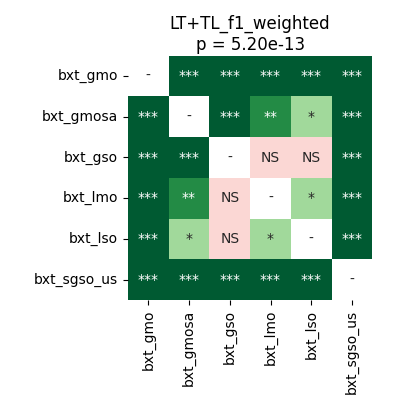 LT+TL_f1_weighted
p = 5.20e-13
bxt_gmo - *** *** *** *** ***
bxt_gmosa *** - *** ** * ***
bxt_gso *** *** - NS NS ***
bxt_lmo *** ** NS - * ***
bxt_lso *** * NS * - ***
bxt_sgso_us *** *** *** *** *** -
bxt_gmo bxt_gmosa bxt_gso bxt_lmo bxt_lso bxt_sgso_us